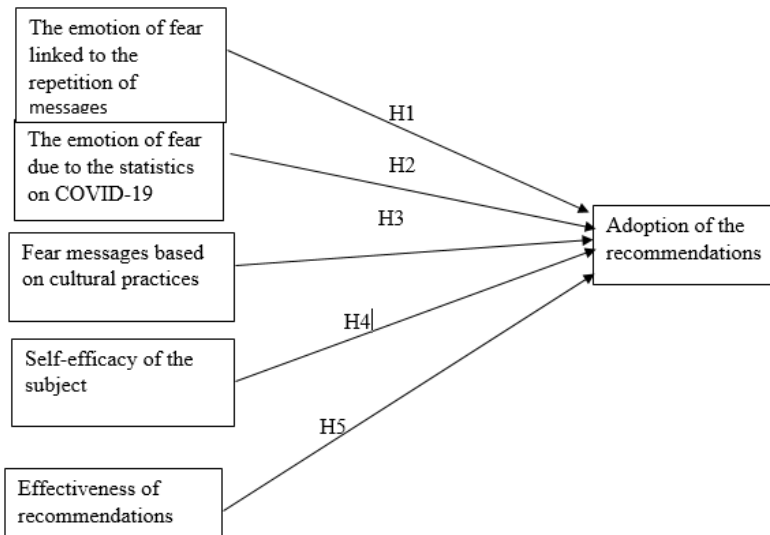 The emotion of fear
linked to the
repetition of
messages
H1
The emotion of fear
due to the statistics
on COVID-19
H2
H3
Adoption of the
recommendations
Fear messages based
on cultural practices
H4
Self-efficacy of the
subject
H5
Effectiveness of
recommendations